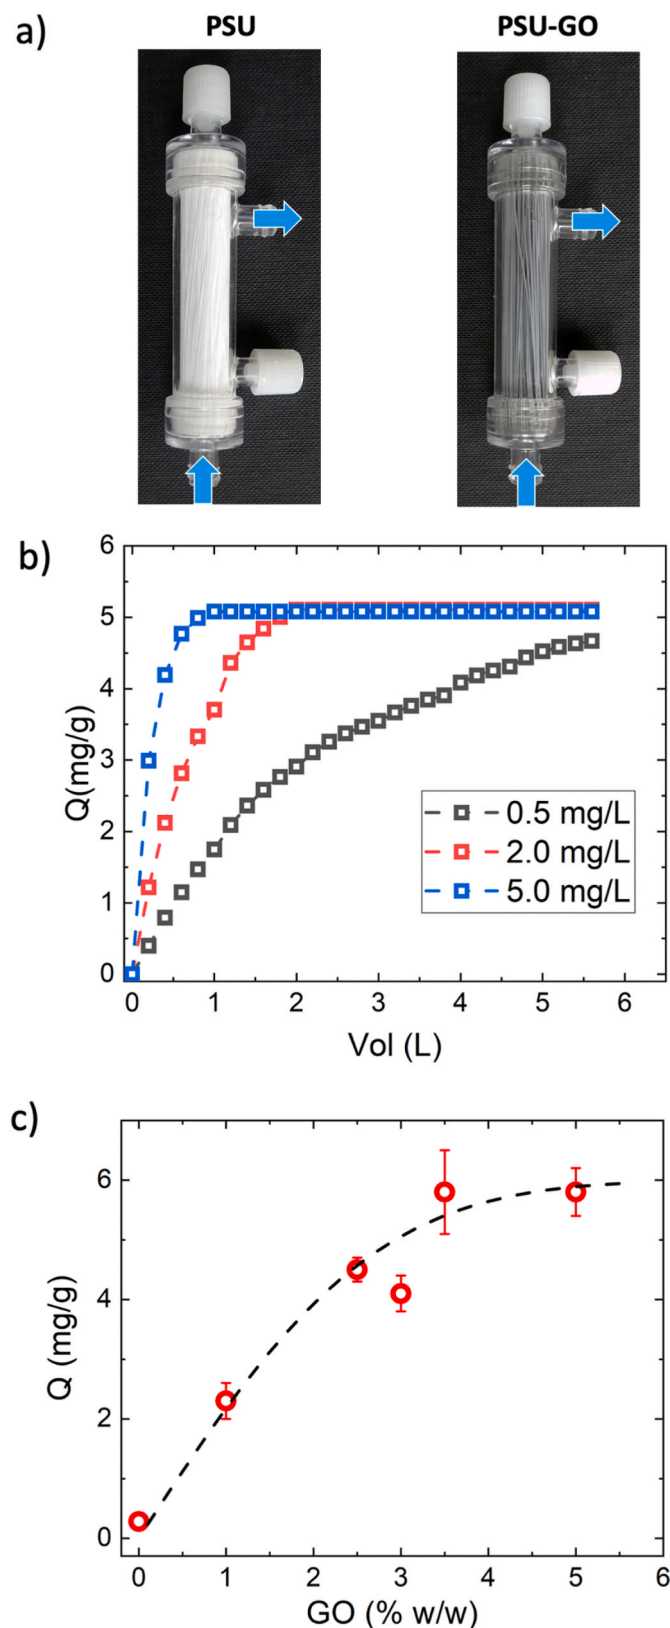 a)
PSU
PSU-GO
b)
6
5
4
3
2
1
0
Q(mg/g)
0.5 mg/L
2.0 mg/L
5.0 mg/L
0 1 2 3 4 5 6
Vol (L)
c)
6
4
2
0
Q (mg/g)
0 1 2 3 4 5 6
GO (% w/w)